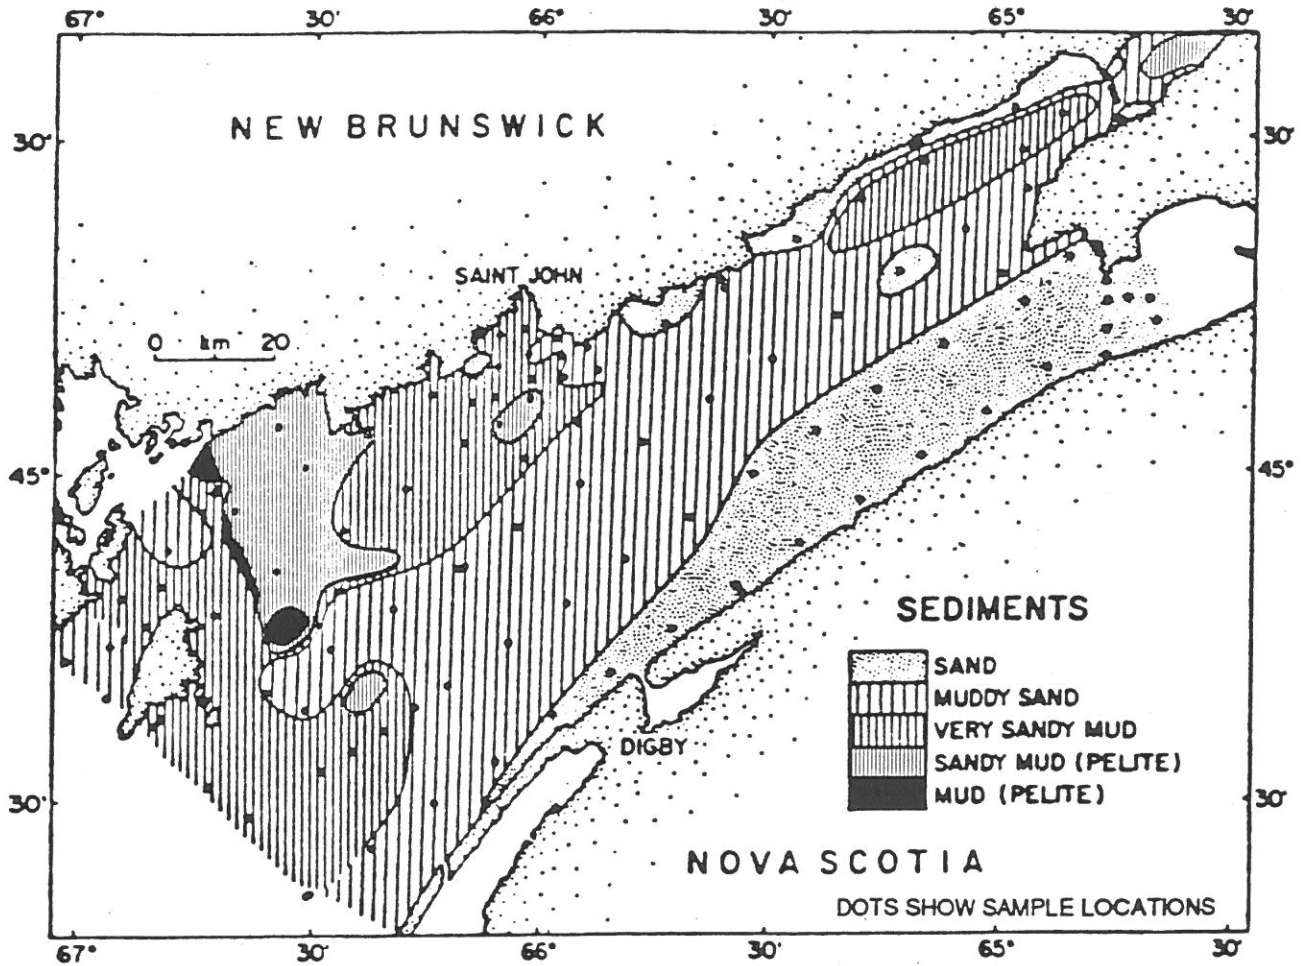 67° 30' 66° 30' 65° 30'
NEW BRUNSWICK
30' 30'
SAINT JOHN
0 km 20
45° 45°
SEDIMENTS
SAND
MUDDY SAND
VERY SANDY MUD
DIGBY
SANDY MUD (PELITE)
MUD (PELITE)
30' 30'
NOVA SCOTIA
DOTS SHOW SAMPLE LOCATIONS
67° 30' 66° 30' 65° 30'